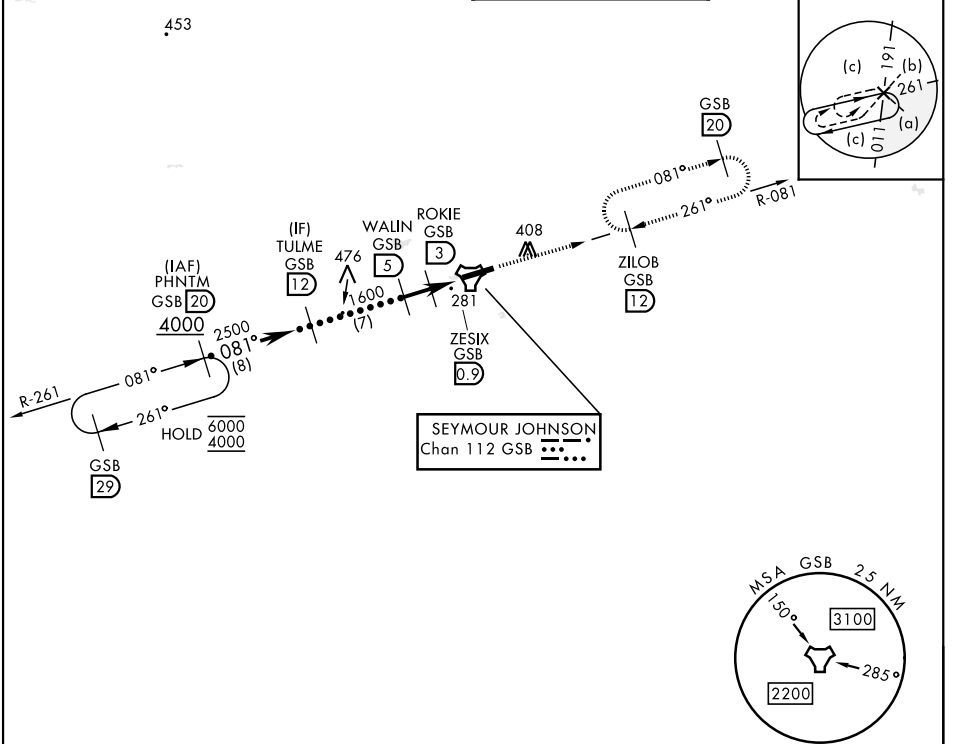 453
(c)
191
(b)
261
(a)
(c)
011
GSB
20
081°
261°
R-081
408
ROKIE
GSB
3
WALIN
GSB
5
(IF)
TULME
GSB
12
476
1600
(7)
281
ZILOB
GSB
12
(IAF)
PHNTM
GSB 20
4000
2500
081°
(8)
ZESIX
GSB
0.9
081°
R-261
261°
HOLD 6000
4000
GSB
29
SEYMOUR JOHNSON
Chan 112 GSB
MSA GSB 25 NM
150°
3100
285°
2200